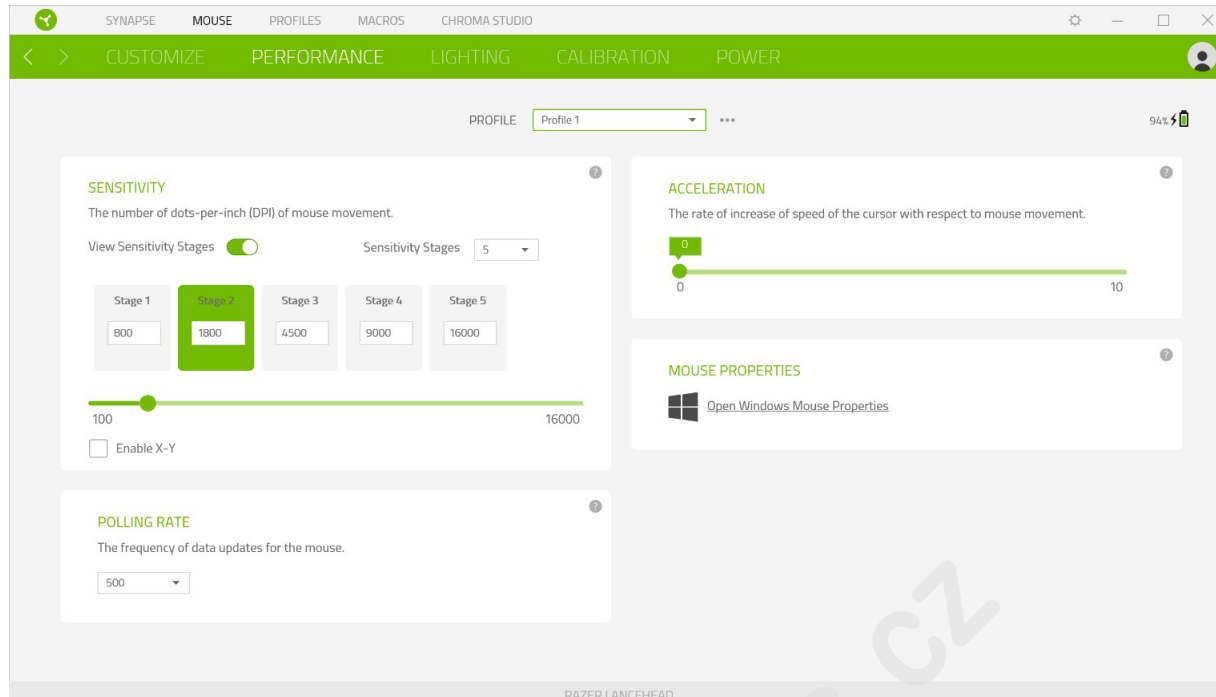 SYNAPSE MOUSE PROFILES MACROS CHROMA STUDIO
CUSTOMIZE PERFORMANCE LIGHTING CALIBRATION POWER
PROFILE Profile 1
94%
SENSITIVITY
The number of dots-per-inch (DPI) of mouse movement.
View Sensitivity Stages Sensitivity Stages 5
Stage 1 Stage 2 Stage 3 Stage 4 Stage 5
800 1800 4500 9000 16000
100 16000
Enable X-Y
ACCELERATION
The rate of increase of speed of the cursor with respect to mouse movement.
0
0 10
MOUSE PROPERTIES
Open Windows Mouse Properties
POLLING RATE
The frequency of data updates for the mouse.
500
RAZER LANCEHEAD
cz